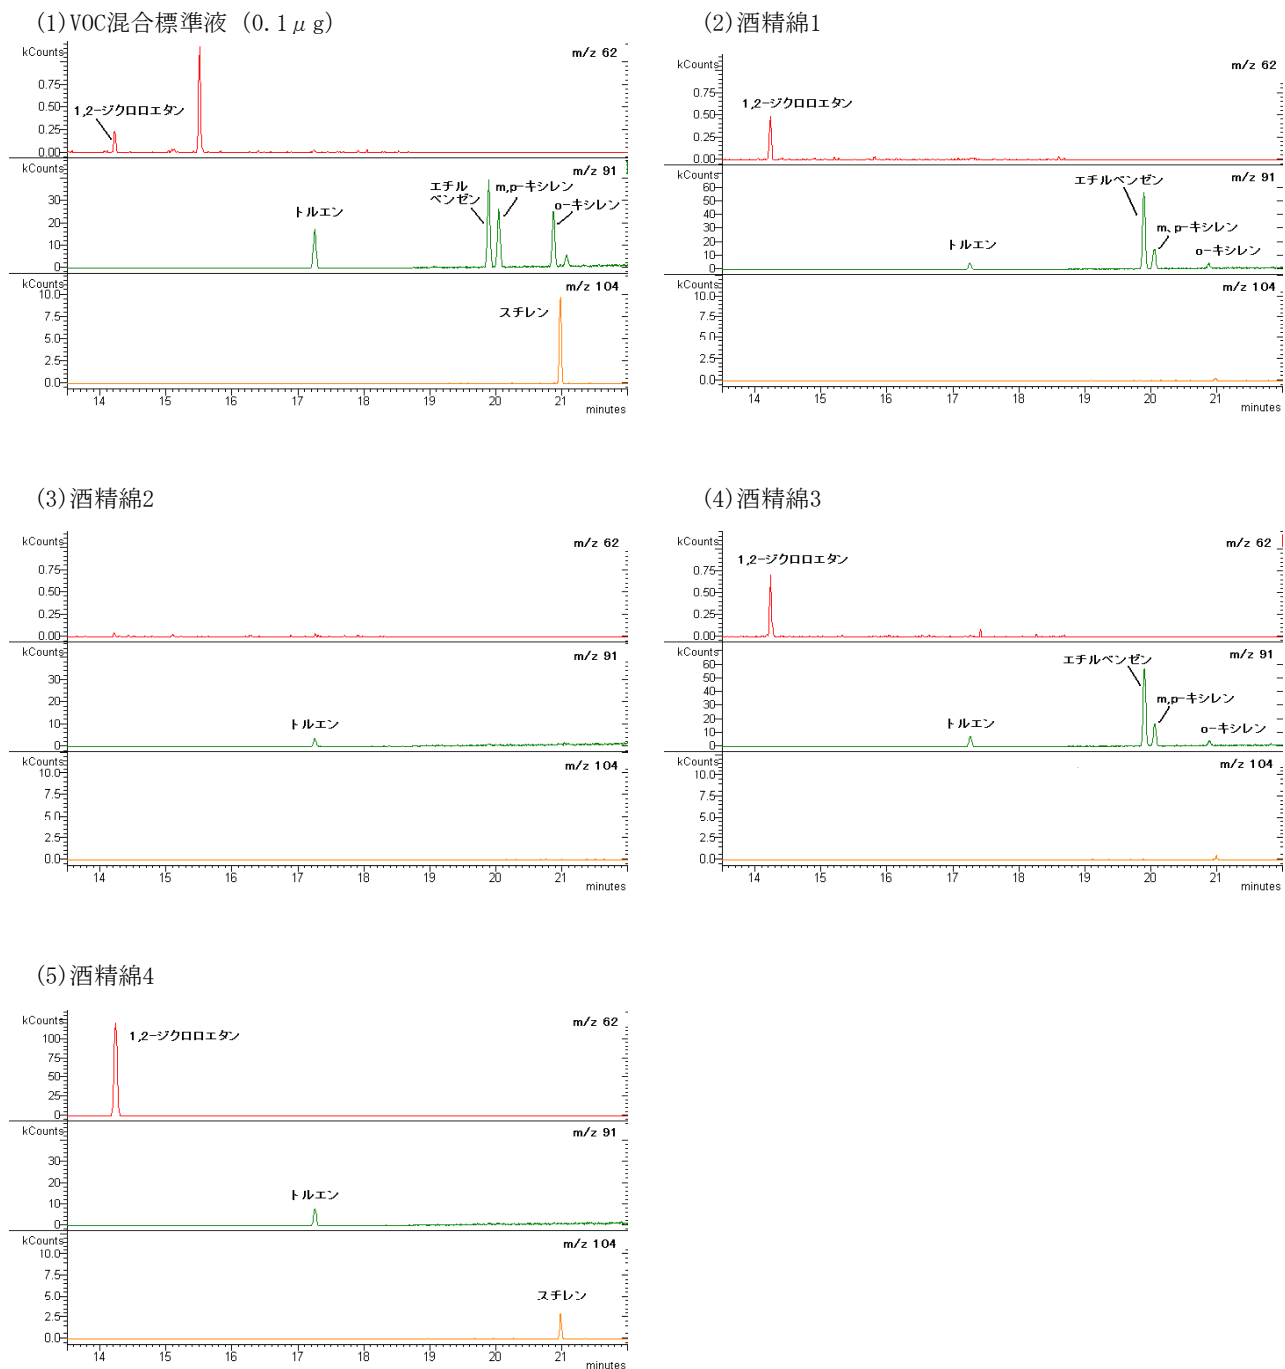 (1)VOC混合標準液 (0.1μg)
kCounts
m/z 62
0.75
0.50
0.25
0.00
1,2-ジクロロエタン
kCounts
m/z 91
30
20
10
0
トルエン
エチル
ベンゼン
m,p-キシレン
o-キシレン
kCounts
m/z 104
10.0
7.5
5.0
2.5
0.0
スチレン
14 15 16 17 18 19 20 21
minutes
(2)酒精綿1
kCounts
m/z 62
0.75
0.50
0.25
0.00
1,2-ジクロロエタン
kCounts
m/z 91
60
50
40
30
20
10
0
トルエン
エチルベンゼン
m、p-キシレン
o-キシレン
kCounts
m/z 104
10.0
7.5
5.0
2.5
0.0
14 15 16 17 18 19 20 21
minutes
(3)酒精綿2
kCounts
m/z 62
0.75
0.50
0.25
0.00
kCounts
m/z 91
30
20
10
0
トルエン
kCounts
m/z 104
10.0
7.5
5.0
2.5
0.0
14 15 16 17 18 19 20 21
minutes
(4)酒精綿3
kCounts
m/z 62
0.75
0.50
0.25
0.00
1,2-ジクロロエタン
kCounts
m/z 91
60
50
40
30
20
10
0
トルエン
エチルベンゼン
m,p-キシレン
o-キシレン
kCounts
m/z 104
10.0
7.5
5.0
2.5
0.0
14 15 16 17 18 19 20 21
minutes
(5)酒精綿4
kCounts
m/z 62
100
75
50
25
0
1,2-ジクロロエタン
kCounts
m/z 91
30
20
10
0
トルエン
kCounts
m/z 104
10.0
7.5
5.0
2.5
0.0
スチレン
14 15 16 17 18 19 20 21
minutes